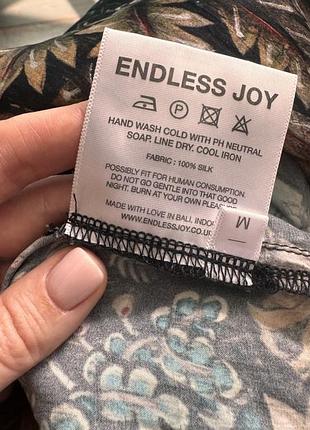 ENDLESS JOY
P
HAND WASH COLD WITH PH NEUTRAL
SOAP. LINE DRY. COOL IRON
FABRIC : 100% SILK
POSSIBLY FIT FOR HUMAN CONSUMPTION.
DO NOT GO GENTLE INTO THAT GOOD
NIGHT. BURN AT YOUR OWN PLEASURE.
MADE WITH LOVE IN BALI,
WWW.ENDLESSJOY.CO.UK
M